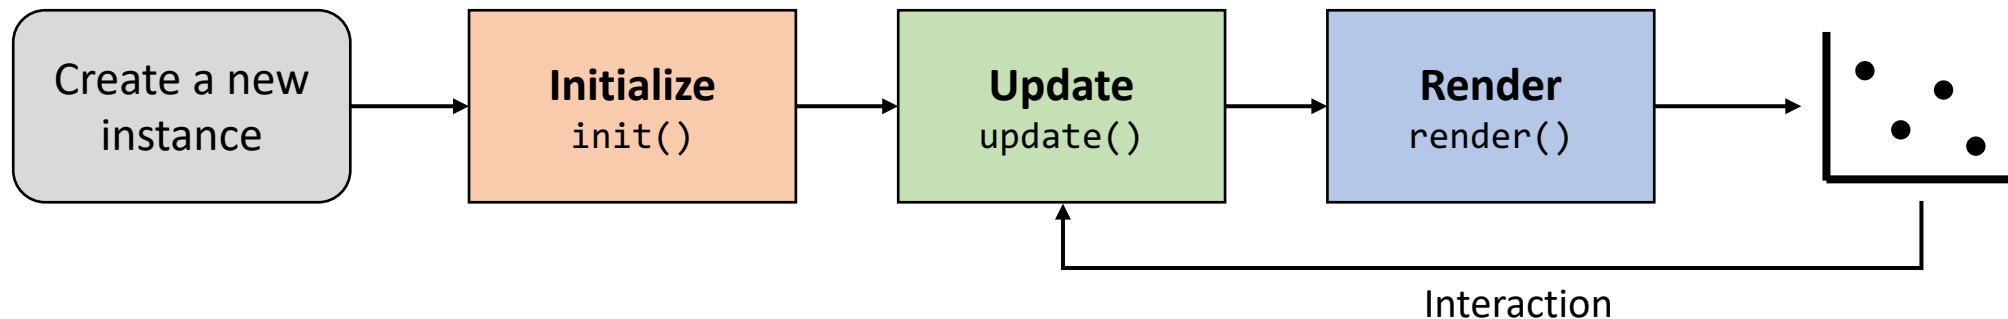 Create a new
instance
Initialize
init()
Update
update()
Render
render()
Interaction